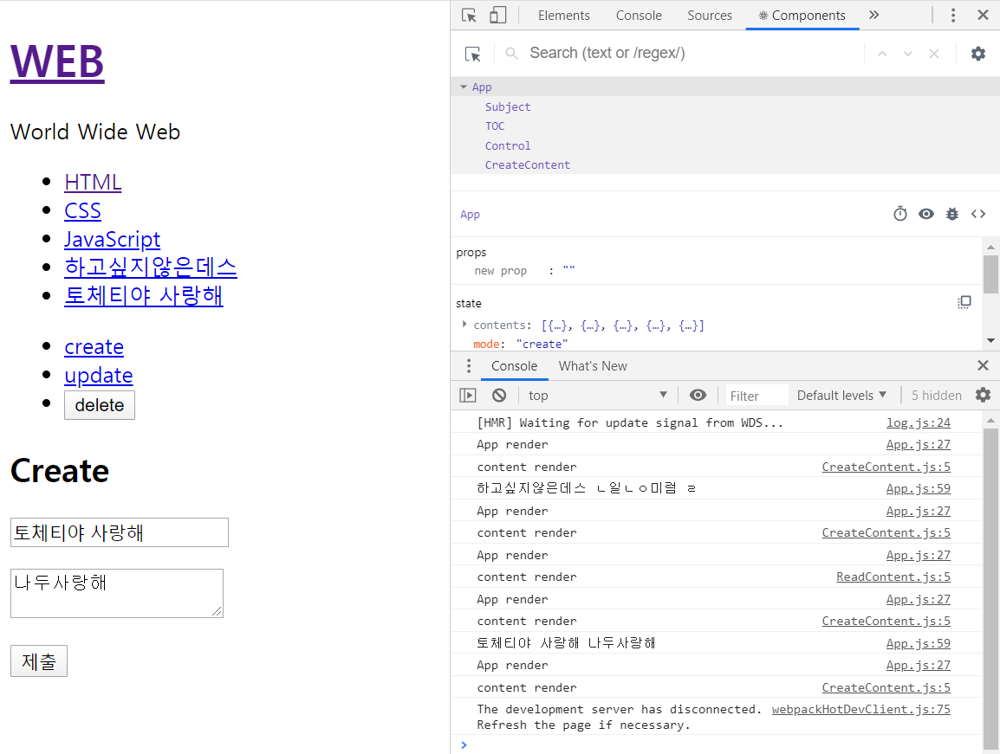 WEB
World Wide Web
HTML
CSS
JavaScript
하고싶지않은데스
토체티야 사랑해
create
update
delete
Create
토체티야 사랑해
나두사랑해
제출
Elements Console Sources Components »
Search (text or /regex/)
App
Subject
TOC
Control
CreateContent
App
props
new prop : ""
state
contents: [{…}, {…}, {…}, {…}, {…}]
mode: "create"
Console What's New
top Filter Default levels 5 hidden
[HMR] Waiting for update signal from WDS... log.js:24
App render App.js:27
content render CreateContent.js:5
하고싶지않은데스 ㄴ일ㄴㅇ미럼 ㄹ App.js:59
App render App.js:27
content render CreateContent.js:5
App render App.js:27
content render ReadContent.js:5
App render App.js:27
content render CreateContent.js:5
토체티야 사랑해 나두사랑해 App.js:59
App render App.js:27
content render CreateContent.js:5
The development server has disconnected. webpackHotDevClient.js:75
Refresh the page if necessary.